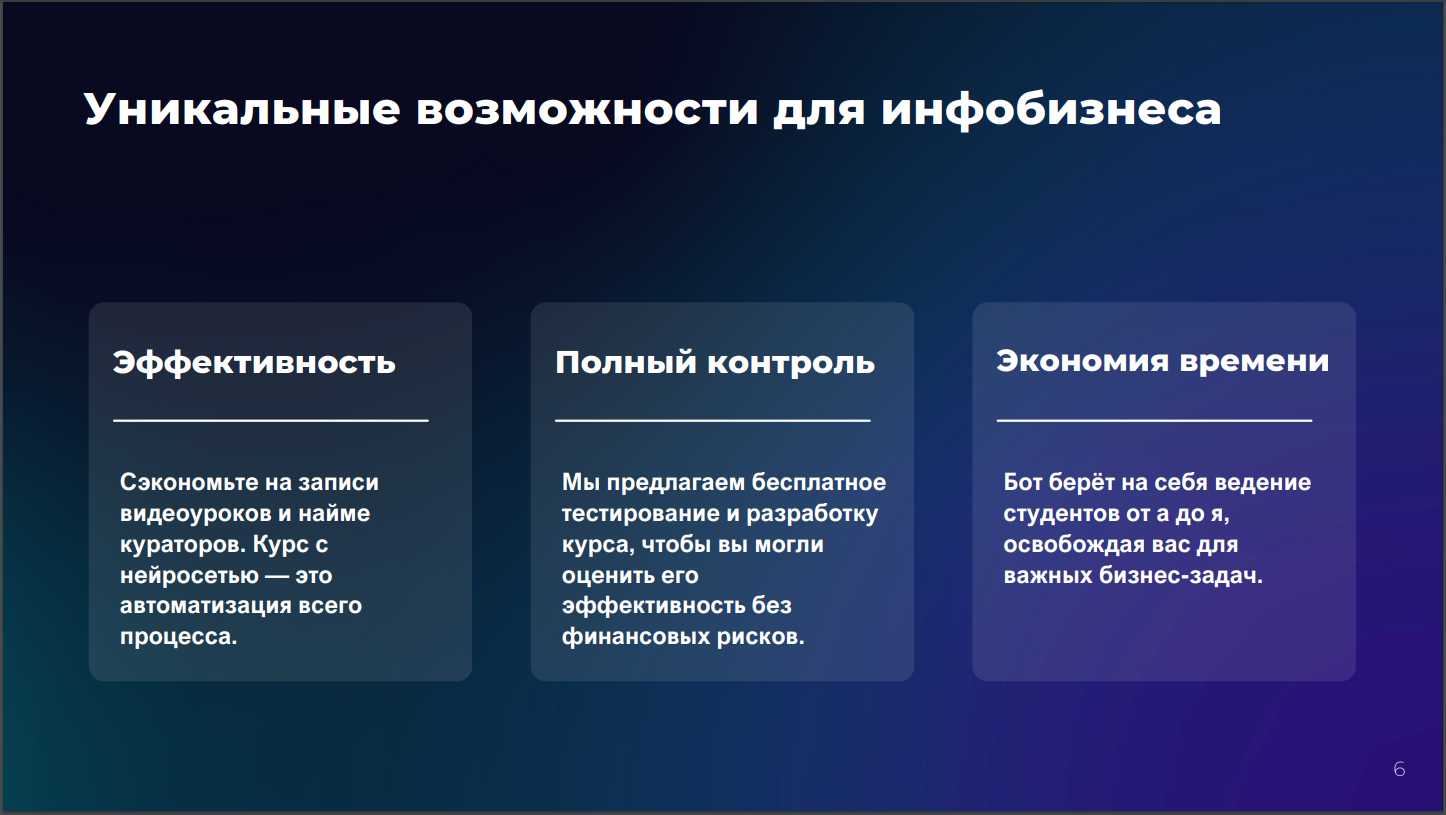 Уникальные возможности для инфобизнеса
Эффективность
Сэкономьте на записи
видеоуроков и найме
кураторов. Курс с
нейросетью — это
автоматизация всего
процесса.
Полный контроль
Мы предлагаем бесплатное
тестирование и разработку
курса, чтобы вы могли
оценить его
эффективность без
финансовых рисков.
Экономия времени
Бот берёт на себя ведение
студентов от а до я,
освобождая вас для
важных бизнес-задач.
6